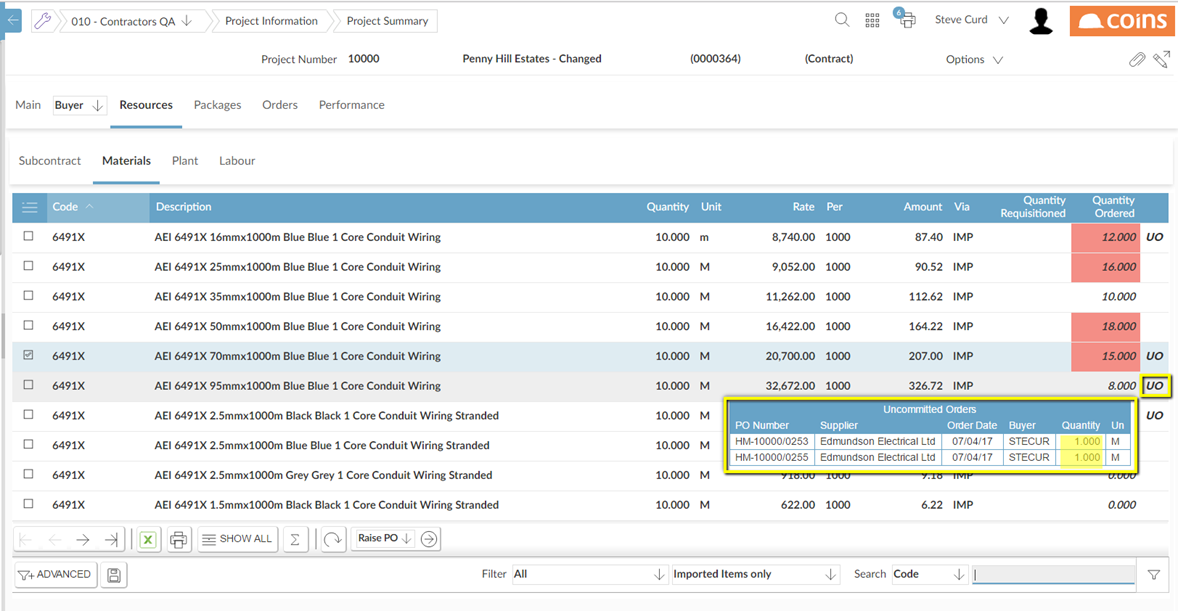 010 - Contractors QA Project Information Project Summary 6 Steve Curd coins
Project Number 10000 Penny Hill Estates - Changed (0000364) (Contract) Options
Main Buyer Resources Packages Orders Performance
Subcontract Materials Plant Labour
Code Description Quantity Unit Rate Per Amount Via Quantity Requisitioned Quantity Ordered
6491X AEI 6491X 16mmx1000m Blue Blue 1 Core Conduit Wiring 10.000 m 8,740.00 1000 87.40 IMP 12.000 UO
6491X AEI 6491X 25mmx1000m Blue Blue 1 Core Conduit Wiring 10.000 M 9,052.00 1000 90.52 IMP 16.000
6491X AEI 6491X 35mmx1000m Blue Blue 1 Core Conduit Wiring 10.000 M 11,262.00 1000 112.62 IMP 10.000
6491X AEI 6491X 50mmx1000m Blue Blue 1 Core Conduit Wiring 10.000 M 16,422.00 1000 164.22 IMP 18.000
6491X AEI 6491X 70mmx1000m Blue Blue 1 Core Conduit Wiring 10.000 M 20,700.00 1000 207.00 IMP 15.000 UO
6491X AEI 6491X 95mmx1000m Blue Blue 1 Core Conduit Wiring 10.000 M 32,672.00 1000 326.72 IMP 8.000 UO
6491X AEI 6491X 2.5mmx1000m Black Black 1 Core Conduit Wiring Stranded 10.000 M UO
Uncommitted Orders
PO Number Supplier Order Date Buyer Quantity Un
HM-10000/0253 Edmundson Electrical Ltd 07/04/17 STECUR 1.000 M
HM-10000/0255 Edmundson Electrical Ltd 07/04/17 STECUR 1.000 M
6491X AEI 6491X 2.5mmx1000m Blue Blue 1 Core Conduit Wiring Stranded 10.000 M
6491X AEI 6491X 2.5mmx1000m Grey Grey 1 Core Conduit Wiring Stranded 10.000 M 918.00 1000 9.18 IMP 0.000
6491X AEI 6491X 1.5mmx1000m Black Black 1 Core Conduit Wiring Stranded 10.000 M 622.00 1000 6.22 IMP 0.000
SHOW ALL Σ Raise PO
ADVANCED Filter All Imported Items only Search Code